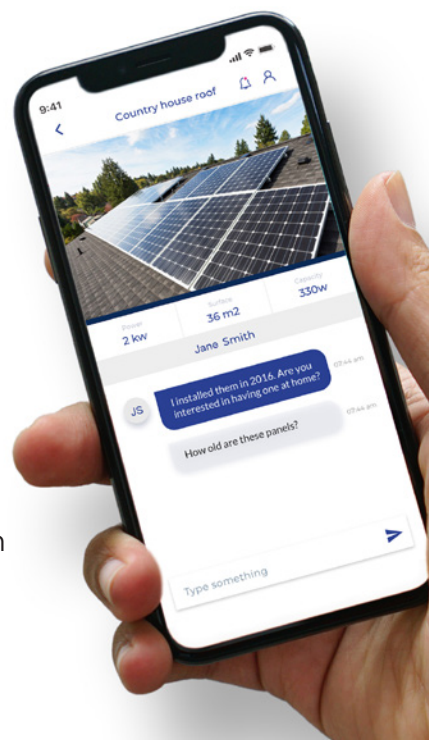 9:41
Country house roof
Power
Surface
Capacity
2 kw
36 m2
330w
Jane Smith
JS
I installed them in 2016. Are you
interested in having one at home?
07:44 am
How old are these panels?
07:44 am
Type something